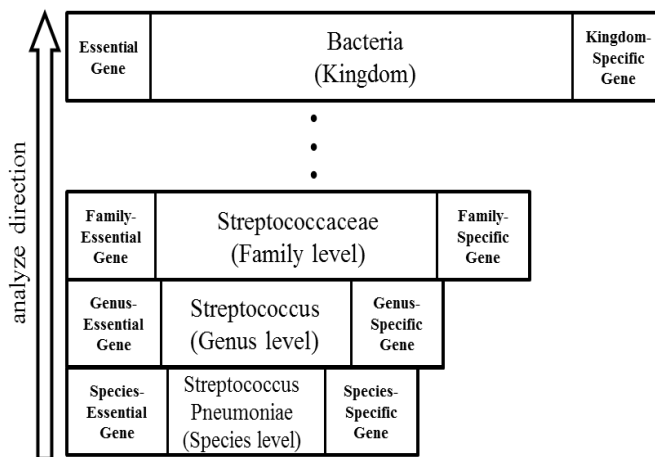 Essential
Gene
Bacteria
(Kingdom)
Kingdom-
Specific
Gene
analyze direction
Family-
Essential
Gene
Streptococcaceae
(Family level)
Family-
Specific
Gene
Genus-
Essential
Gene
Streptococcus
(Genus level)
Genus-
Specific
Gene
Species-
Essential
Gene
Streptococcus
Pneumoniae
(Species level)
Species-
Specific
Gene